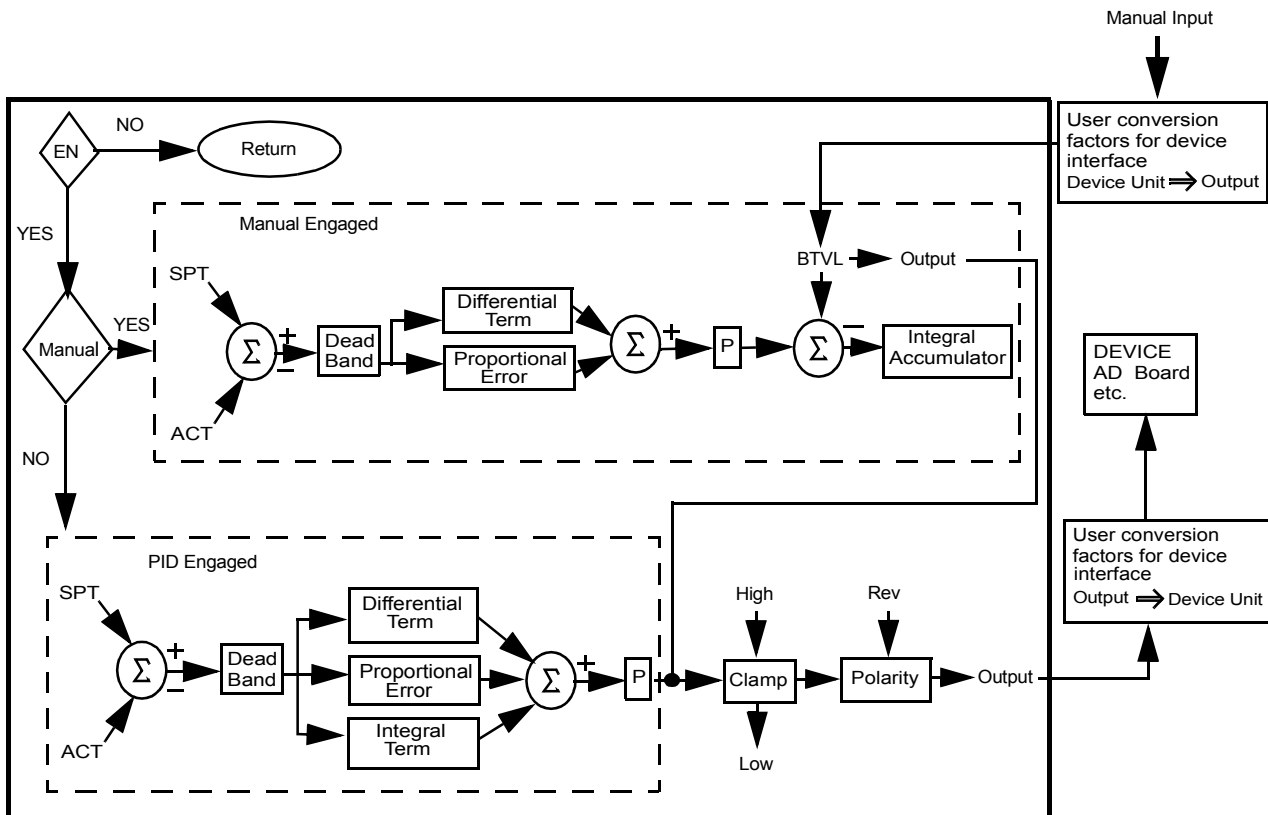 Manual Input
User conversion
factors for device
interface
Device Unit ⇒ Output
NO
EN
Return
YES
Manual Engaged
BTVL
Output
SPT
Differential
Term
YES
Manual
+
Σ
−
Dead
Band
Proportional
Error
Σ
+
P
Σ
−
Integral
Accumulator
DEVICE
AD Board
etc.
ACT
NO
User conversion
factors for device
interface
Output ⇒ Device Unit
PID Engaged
SPT
Differential
Term
High
Rev
Σ
+
−
Dead
Band
Proportional
Error
Σ
+
P
Clamp
Polarity
Output
Integral
Term
ACT
Low